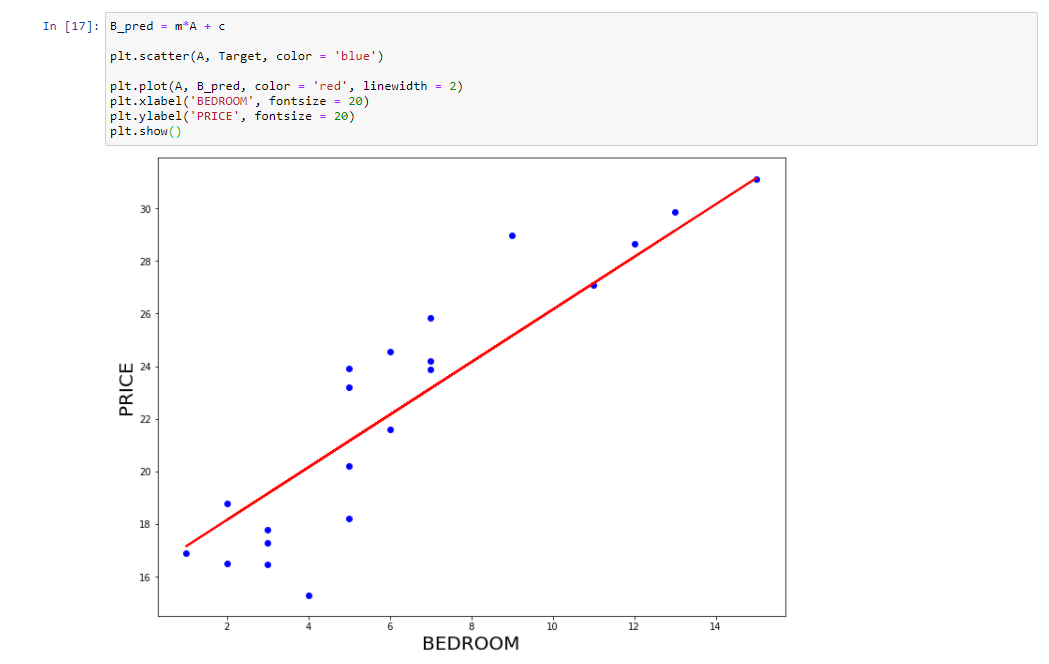 In [17]: B_pred = m*A + c
plt.scatter(A, Target, color = 'blue')
plt.plot(A, B_pred, color = 'red', linewidth = 2)
plt.xlabel('BEDROOM', fontsize = 20)
plt.ylabel('PRICE', fontsize = 20)
plt.show()
30
28
26
24
22
20
18
16
PRICE
2 4 6 8 10 12 14
BEDROOM